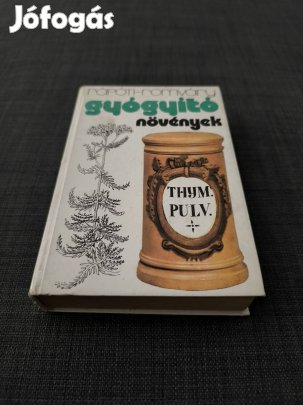 Jófogás
rápóti-romváry
gyógyító
növények
THYM.
PULV.